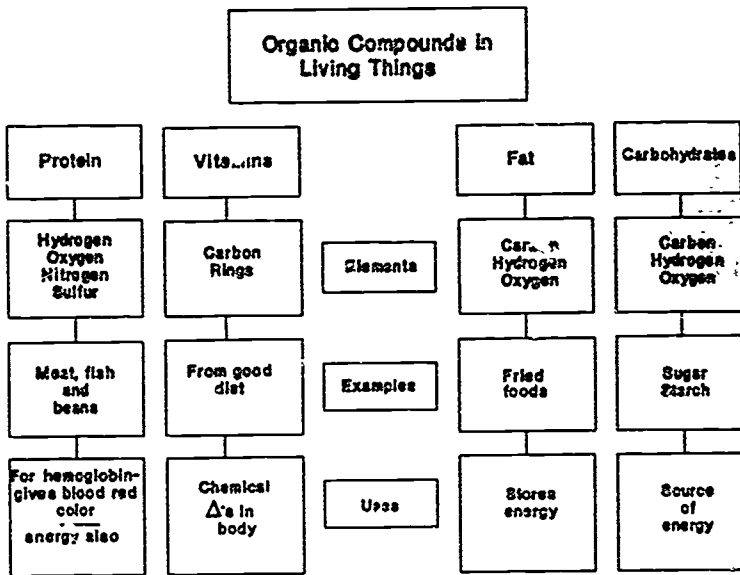 Organic Compounds in
Living Things
Protein
Vitamins
Fat
Carbohydrates
Hydrogen
Oxygen
Nitrogen
Sulfur
Carbon
Rings
Elements
Carbon
Hydrogen
Oxygen
Carbon
Hydrogen
Oxygen
Meat, fish
and
beans
From good
diet
Examples
Fried
foods
Sugar
Starch
For hemoglobin-
gives blood red
color
energy also
Chemical
Δ's in
body
Uses
Stores
energy
Source
of
energy